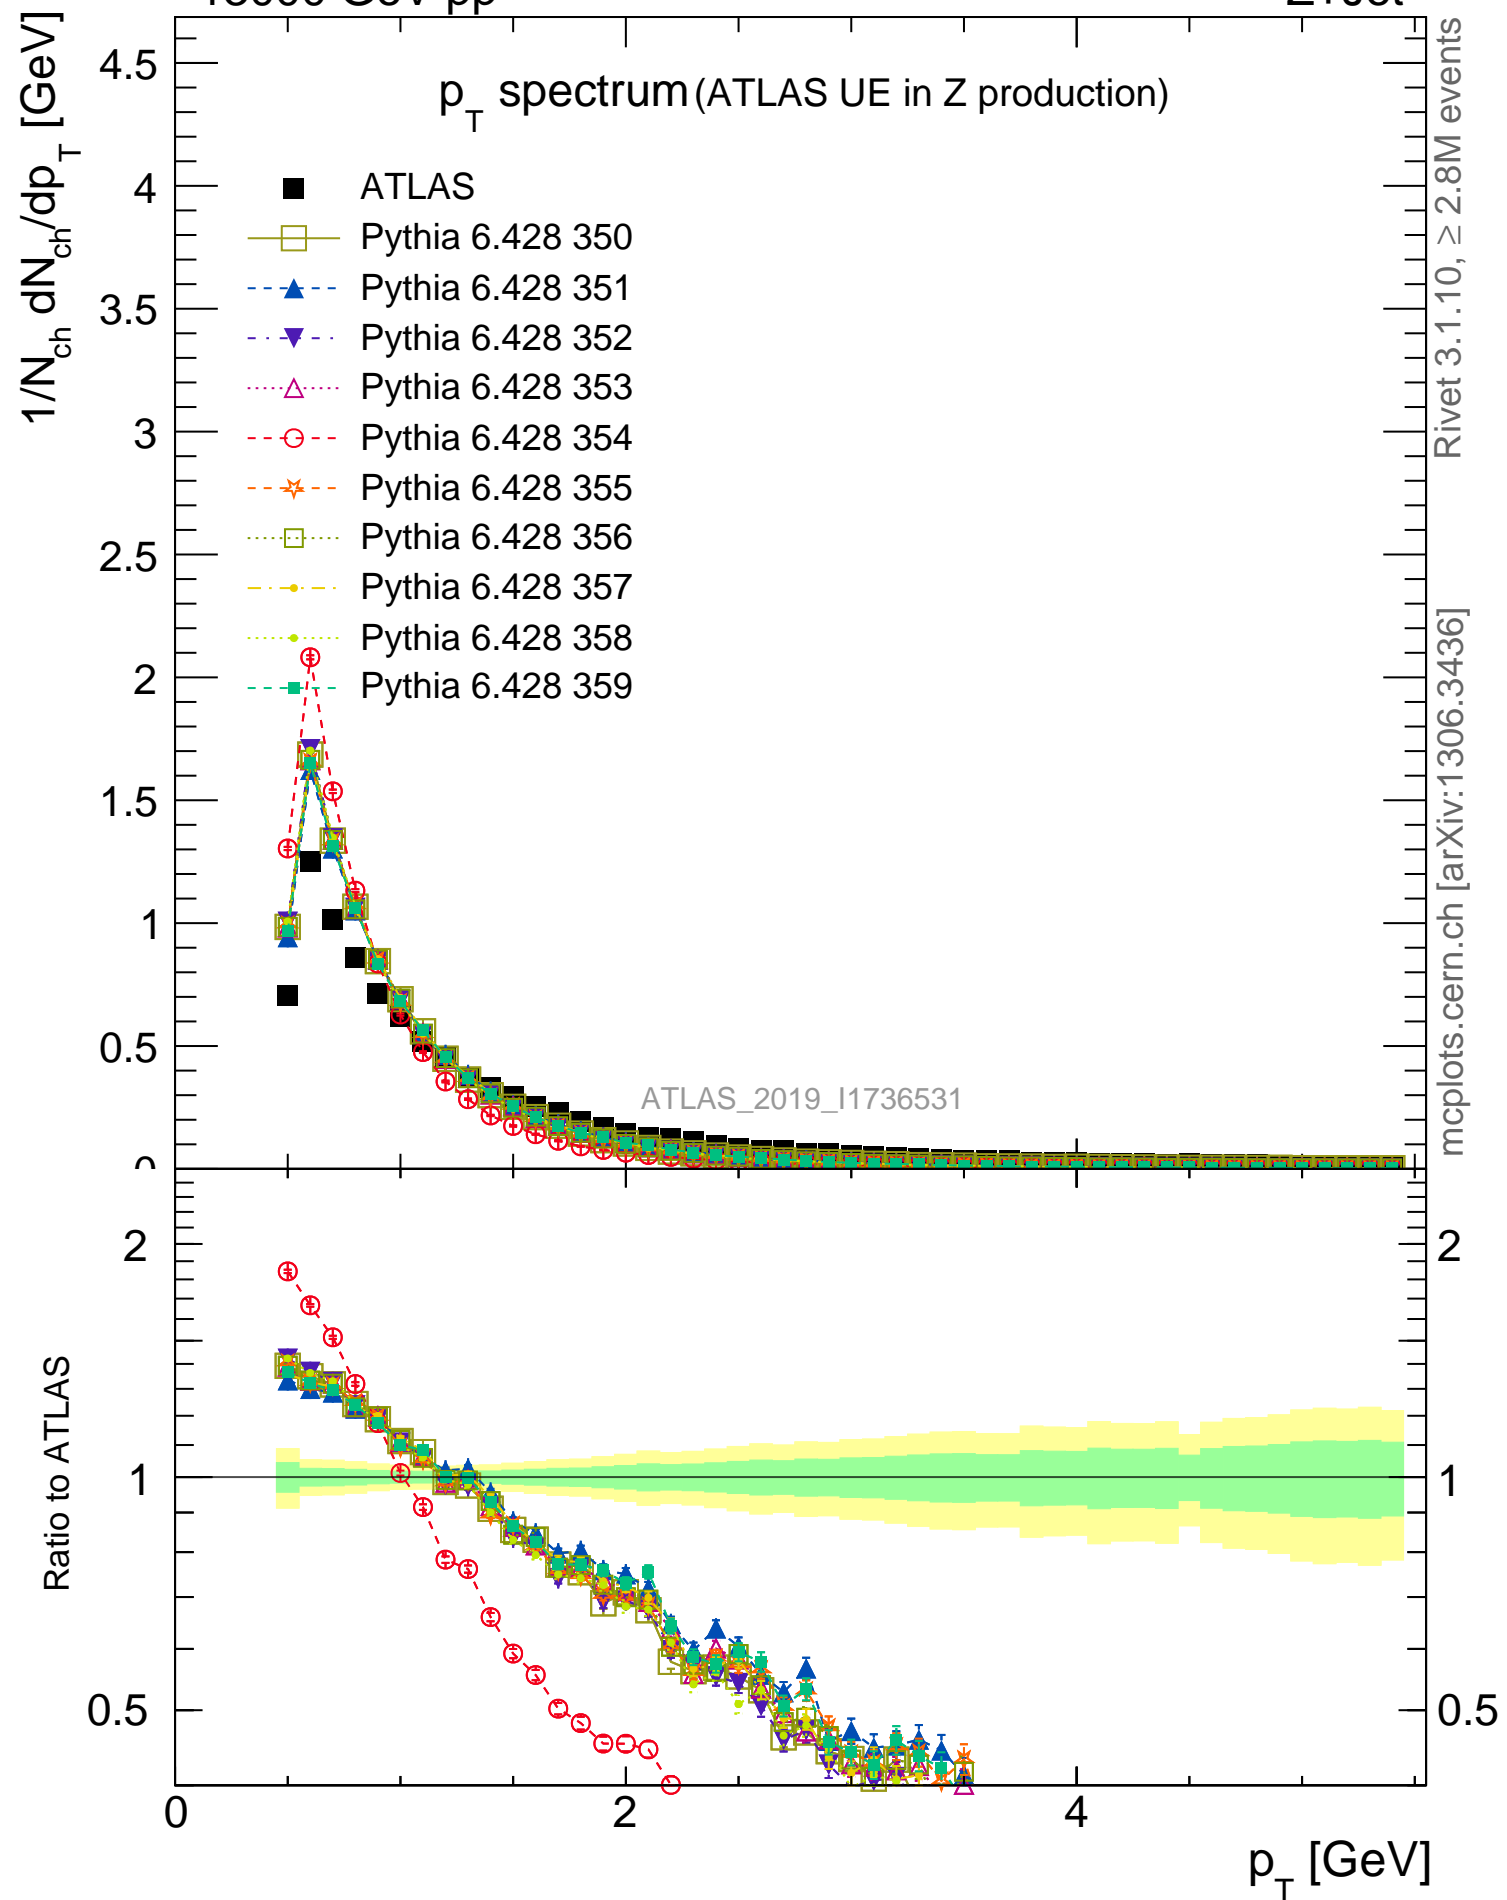 13000 GeV pp
Z+Jet
p_T spectrum (ATLAS UE in Z production)
1/N_ch dN_ch/dp_T [GeV]
4.5
4
3.5
3
2.5
2
1.5
1
0.5
0
ATLAS
Pythia 6.428 350
Pythia 6.428 351
Pythia 6.428 352
Pythia 6.428 353
Pythia 6.428 354
Pythia 6.428 355
Pythia 6.428 356
Pythia 6.428 357
Pythia 6.428 358
Pythia 6.428 359
ATLAS_2019_I1736531
Rivet 3.1.10, ≥ 2.8M events
mcplots.cern.ch [arXiv:1306.3436]
Ratio to ATLAS
2
1
0.5
2
1
0.5
0
2
4
p_T [GeV]